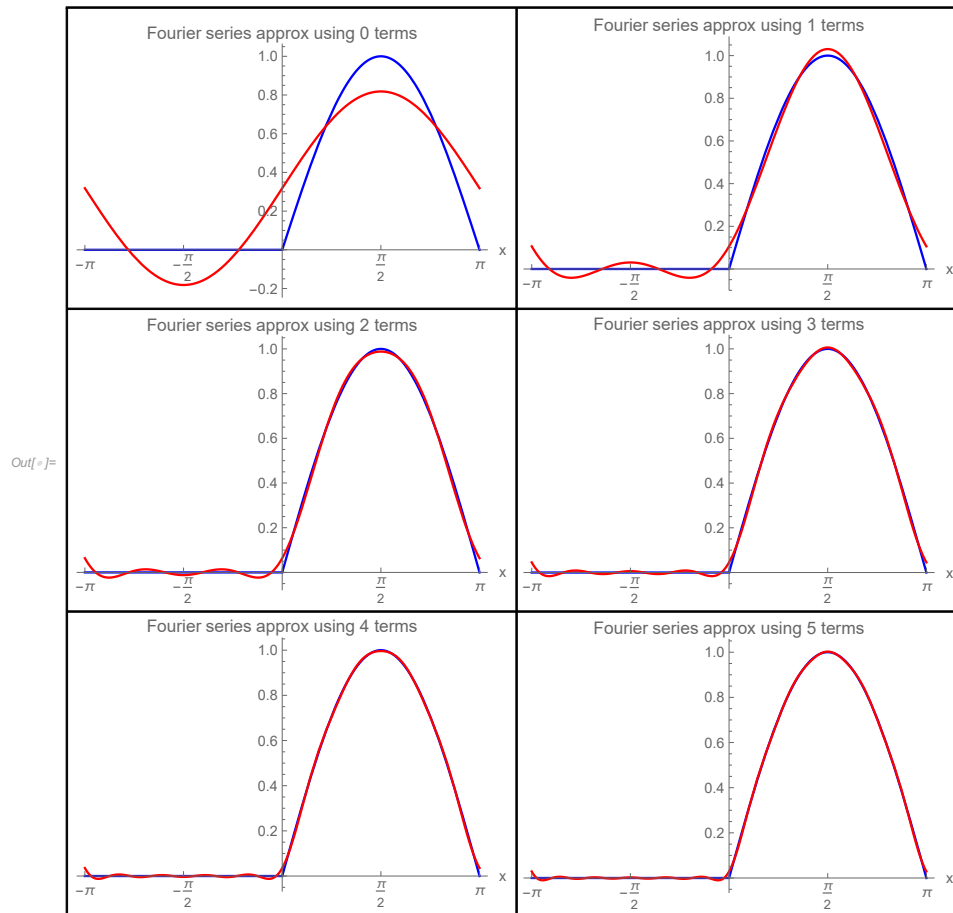 Fourier series approx using 0 terms
1.0
0.8
0.6
0.4
0.2
-0.2
-π
-π/2
π/2
π
x
Fourier series approx using 1 terms
1.0
0.8
0.6
0.4
0.2
-π
-π/2
π/2
π
x
Out[∘]=
Fourier series approx using 2 terms
1.0
0.8
0.6
0.4
0.2
-π
-π/2
π/2
π
x
Fourier series approx using 3 terms
1.0
0.8
0.6
0.4
0.2
-π
-π/2
π/2
π
x
Fourier series approx using 4 terms
1.0
0.8
0.6
0.4
0.2
-π
-π/2
π/2
π
x
Fourier series approx using 5 terms
1.0
0.8
0.6
0.4
0.2
-π
-π/2
π/2
π
x